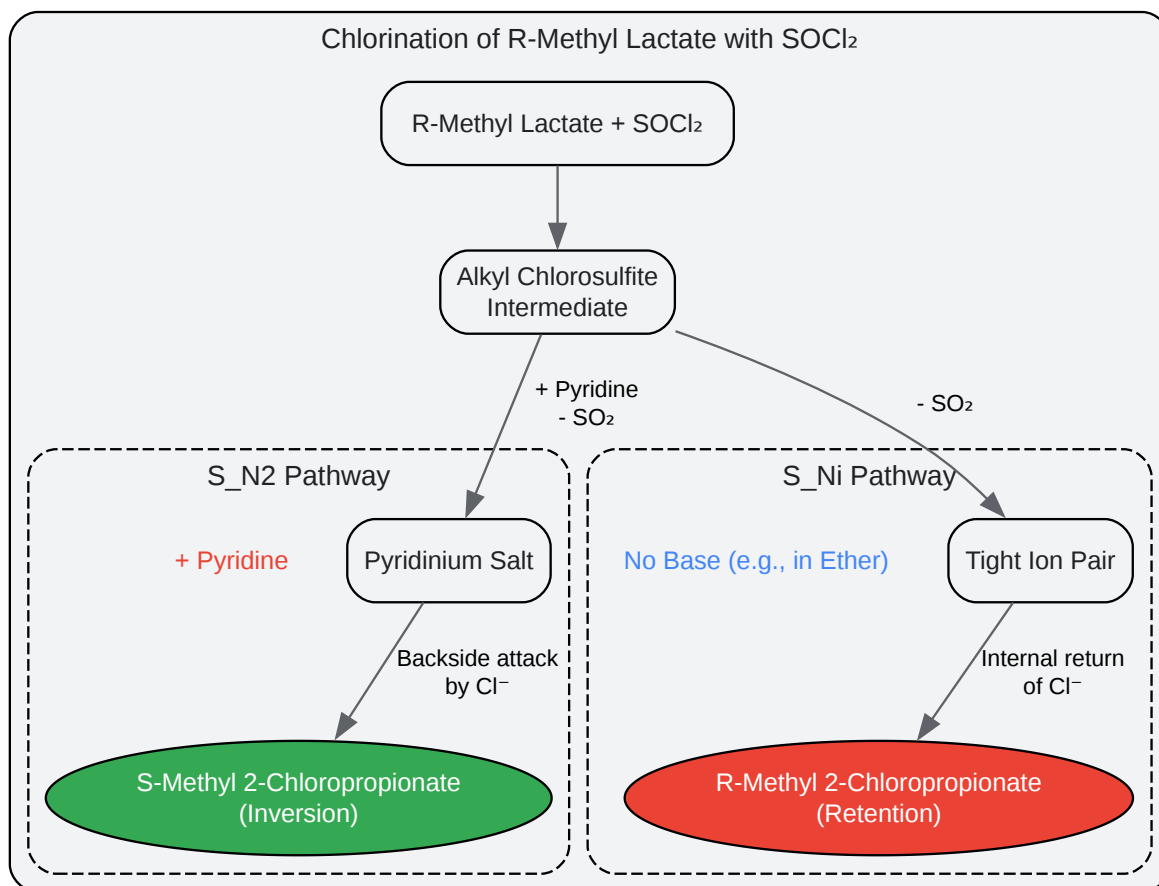 Chlorination of R-Methyl Lactate with SOCl₂
R-Methyl Lactate + SOCl₂
Alkyl Chlorosulfite
Intermediate
+ Pyridine
- SO₂
- SO₂
S_N2 Pathway
+ Pyridine
Pyridinium Salt
Backside attack
by Cl⁻
S-Methyl 2-Chloropropionate
(Inversion)
S_Ni Pathway
No Base (e.g., in Ether)
Tight Ion Pair
Internal return
of Cl⁻
R-Methyl 2-Chloropropionate
(Retention)